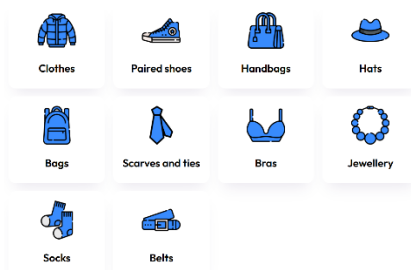 Clothes
Paired shoes
Handbags
Hats
Bags
Scarves and ties
Bras
Jewellery
Socks
Belts